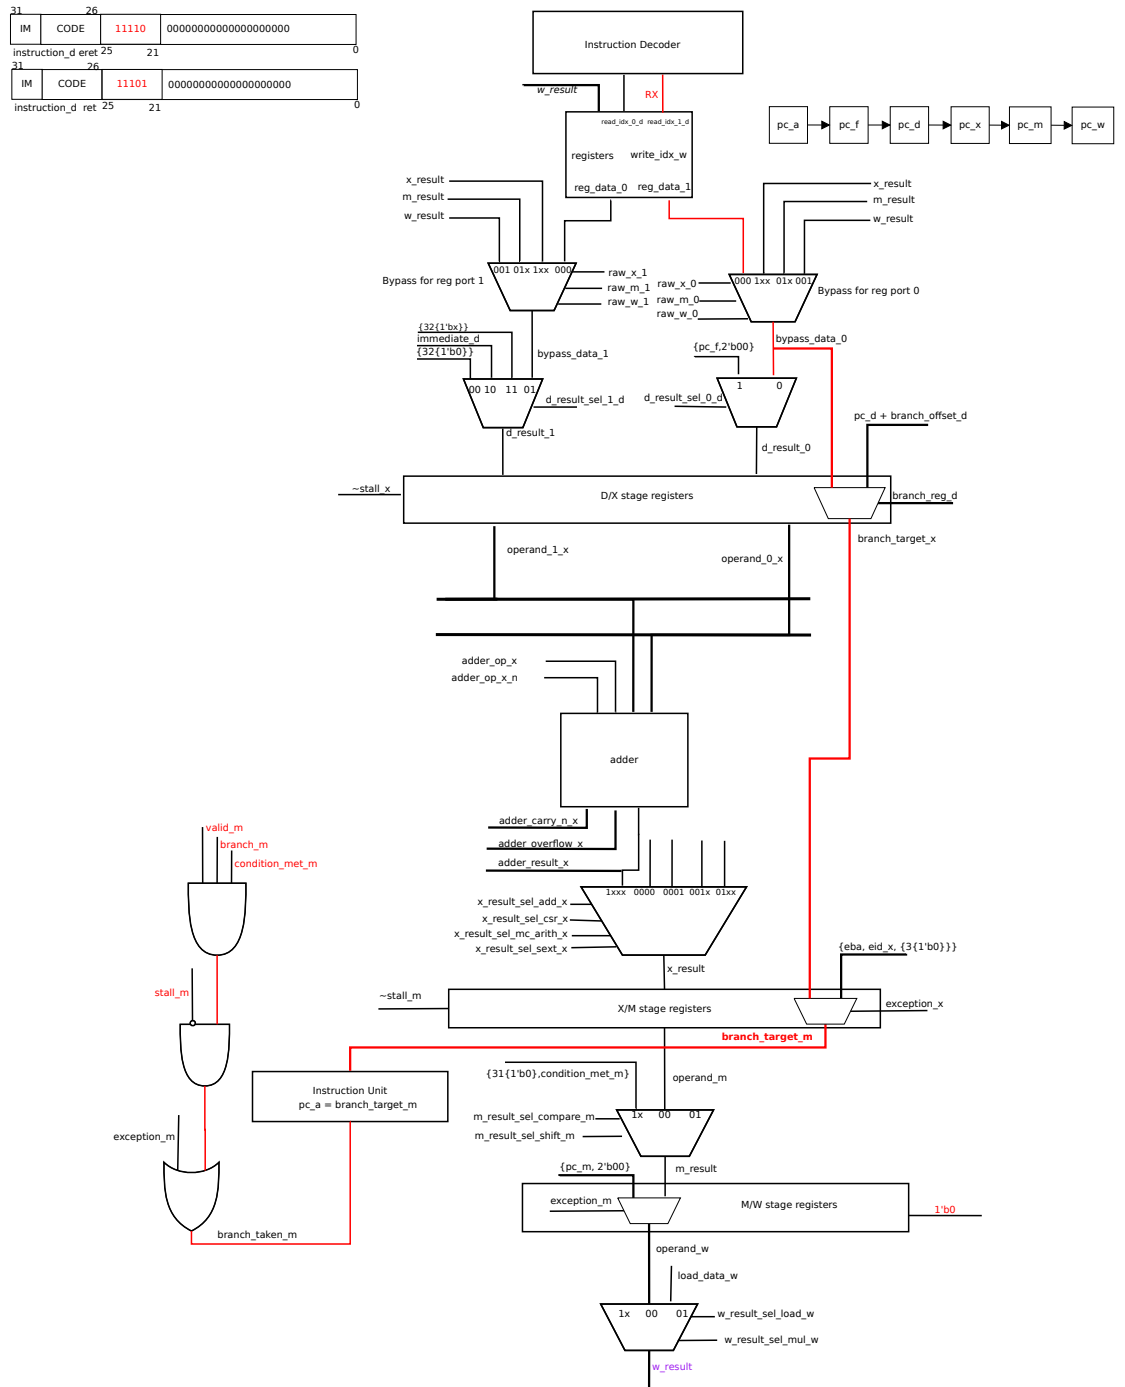 31
26
IM
CODE
11110
00000000000000000000
instruction_d eret
25
21
0
31
26
IM
CODE
11101
00000000000000000000
instruction_d ret
25
21
0
Instruction Decoder
w_result
RX
read_idx_0_d
read_idx_1_d
registers
write_idx_w
reg_data_0
reg_data_1
pc_a
pc_f
pc_d
pc_x
pc_m
pc_w
x_result
m_result
w_result
x_result
m_result
w_result
001 01x 1xx 000
Bypass for reg port 1
raw_x_1
raw_m_1
raw_w_1
000 1xx 01x 001
raw_x_0
raw_m_0
raw_w_0
Bypass for reg port 0
{32{1'bx}}
immediate_d
{32{1'b0}}
bypass_data_1
00 10 11 01
d_result_sel_1_d
d_result_1
bypass_data_0
{pc_f,2'b00}
1 0
d_result_sel_0_d
d_result_0
pc_d + branch_offset_d
~stall_x
D/X stage registers
branch_reg_d
branch_target_x
operand_1_x
operand_0_x
adder_op_x
adder_op_x_n
adder
adder_carry_n_x
adder_overflow_x
adder_result_x
1xxx 0000 0001 001x 01xx
x_result_sel_add_x
x_result_sel_csr_x
x_result_sel_mc_arith_x
x_result_sel_sext_x
x_result
valid_m
branch_m
condition_met_m
stall_m
exception_m
branch_taken_m
{eba, eid_x, {3{1'b0}}}
~stall_m
X/M stage registers
exception_x
branch_target_m
Instruction Unit
pc_a = branch_target_m
{31{1'b0},condition_met_m}
operand_m
1x 00 01
m_result_sel_compare_m
m_result_sel_shift_m
{pc_m, 2'b00}
m_result
exception_m
M/W stage registers
1'b0
operand_w
load_data_w
1x 00 01
w_result_sel_load_w
w_result_sel_mul_w
w_result